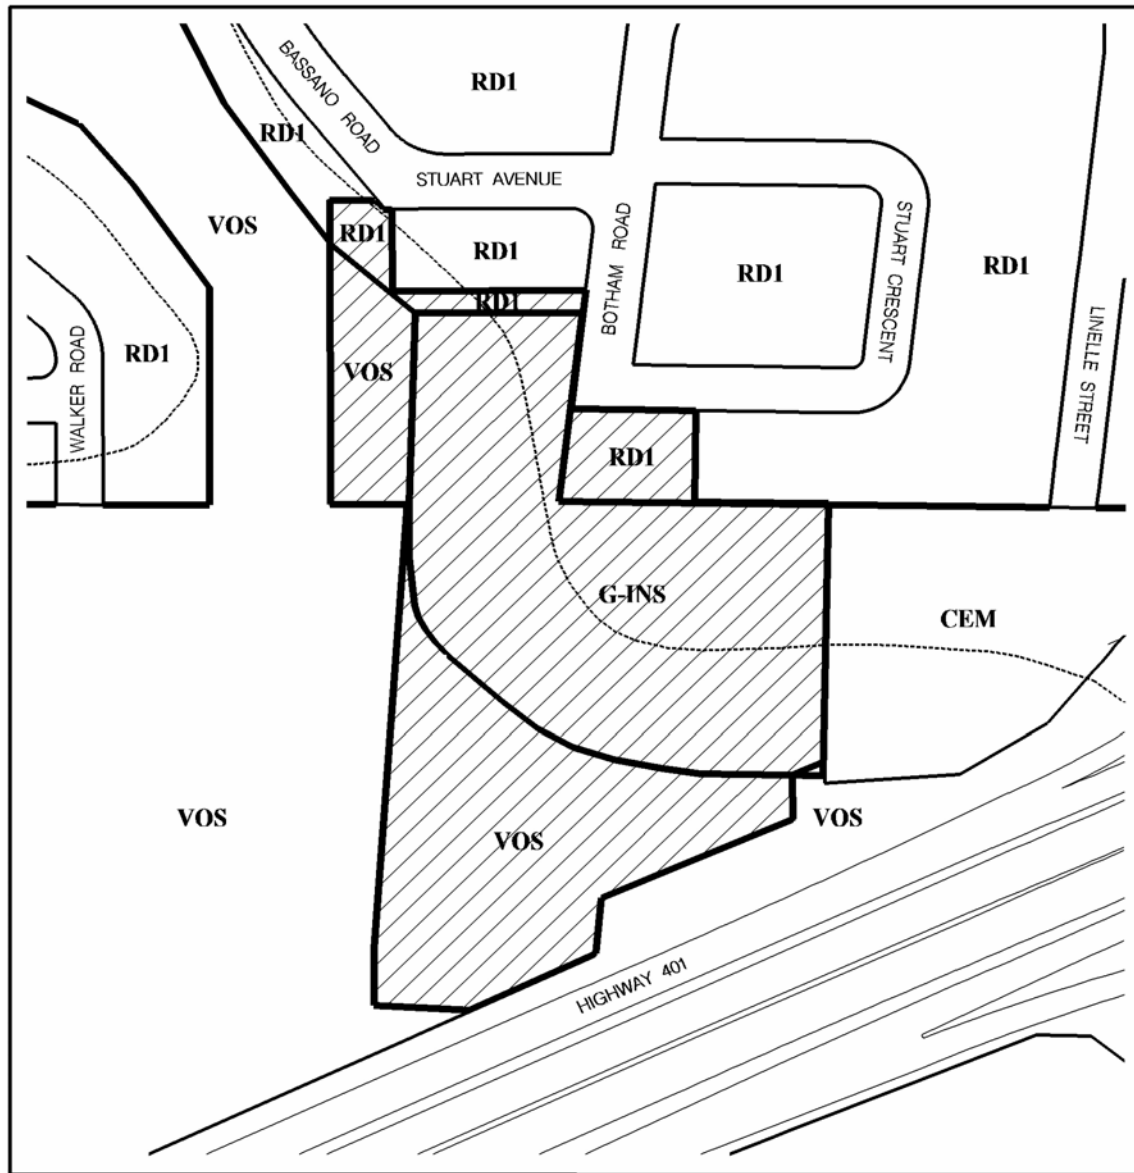 RD1
BASSANO ROAD
RD1
STUART AVENUE
VOS
RD1
RD1
BOTHAM ROAD
RD1
STUART CRESCENT
RD1
LINELLE STREET
RD1
WALKER ROAD
RD1
VOS
RD1
G-INS
CEM
VOS
VOS
VOS
HIGHWAY 401